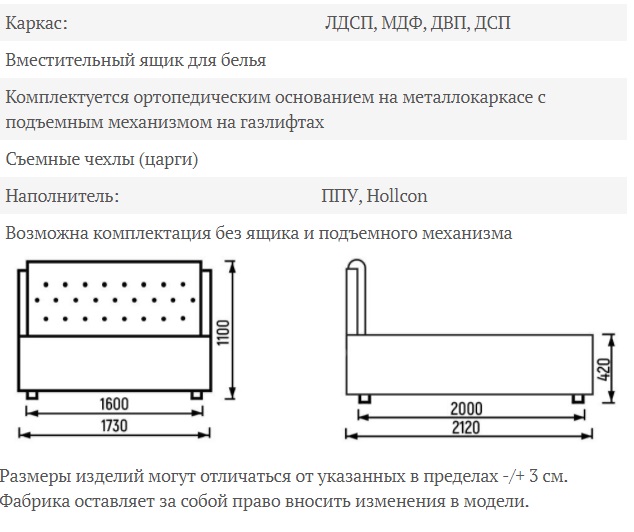 Каркас: ЛДСП, МДФ, ДВП, ДСП
Вместительный ящик для белья
Комплектуется ортопедическим основанием на металлокаркасе с
подъемным механизмом на газлифтах
Съемные чехлы (царги)
Наполнитель: ППУ, Hollcon
Возможна комплектация без ящика и подъемного механизма
1100
420
1600
2000
1730
2120
Размеры изделий могут отличаться от указанных в пределах -/+ 3 см.
Фабрика оставляет за собой право вносить изменения в модели.